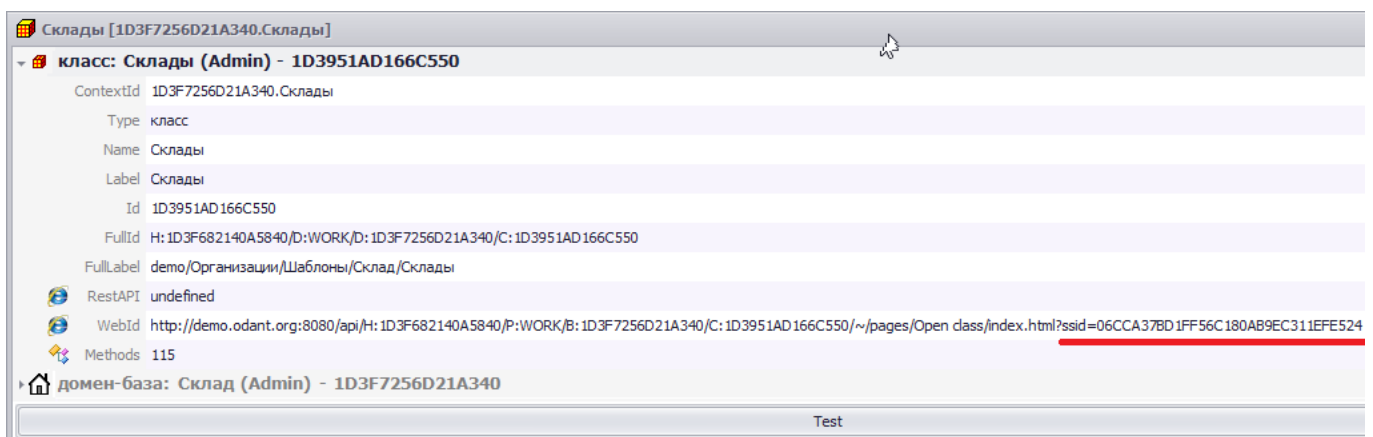 Склады [1D3F7256D21A340.Склады]
класс: Склады (Admin) - 1D3951AD166C550
ContextId 1D3F7256D21A340.Склады
Type класс
Name Склады
Label Склады
Id 1D3951AD166C550
FullId H:1D3F682140A5840/D:WORK/D:1D3F7256D21A340/C:1D3951AD166C550
FullLabel demo/Организации/Шаблоны/Склад/Склады
RestAPI undefined
WebId http://demo.odant.org:8080/api/H:1D3F682140A5840/P:WORK/B:1D3F7256D21A340/C:1D3951AD166C550/~/pages/Open class/index.html?ssid=06CCA37BD1FF56C180AB9EC311EFE524
Methods 115
домен-база: Склад (Admin) - 1D3F7256D21A340
Test